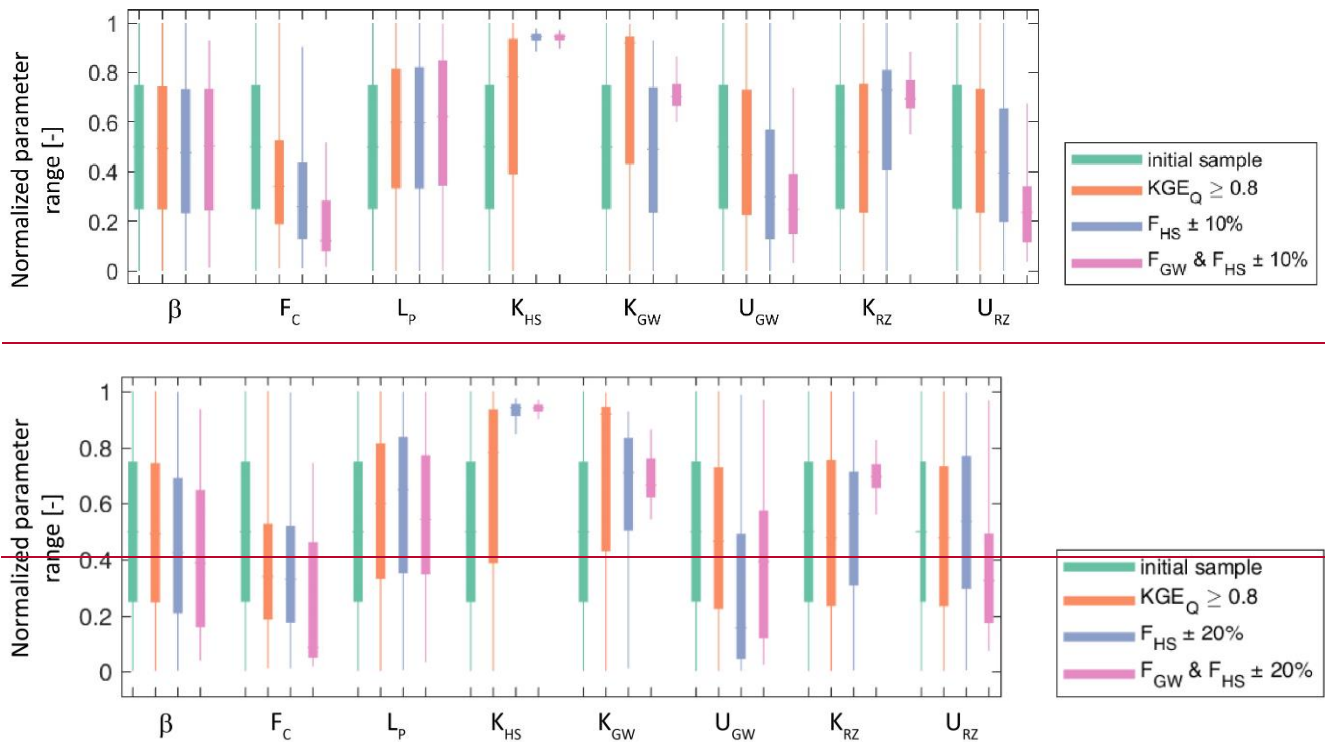 Normalized parameter
range [-]
1
0.8
0.6
0.4
0.2
0
β F_C L_P K_HS K_GW U_GW K_RZ U_RZ
initial sample
KGE_Q ≥ 0.8
F_HS ± 10%
F_GW & F_HS ± 10%
Normalized parameter
range [-]
1
0.8
0.6
0.4
0.2
0
β F_C L_P K_HS K_GW U_GW K_RZ U_RZ
initial sample
KGE_Q ≥ 0.8
F_HS ± 20%
F_GW & F_HS ± 20%